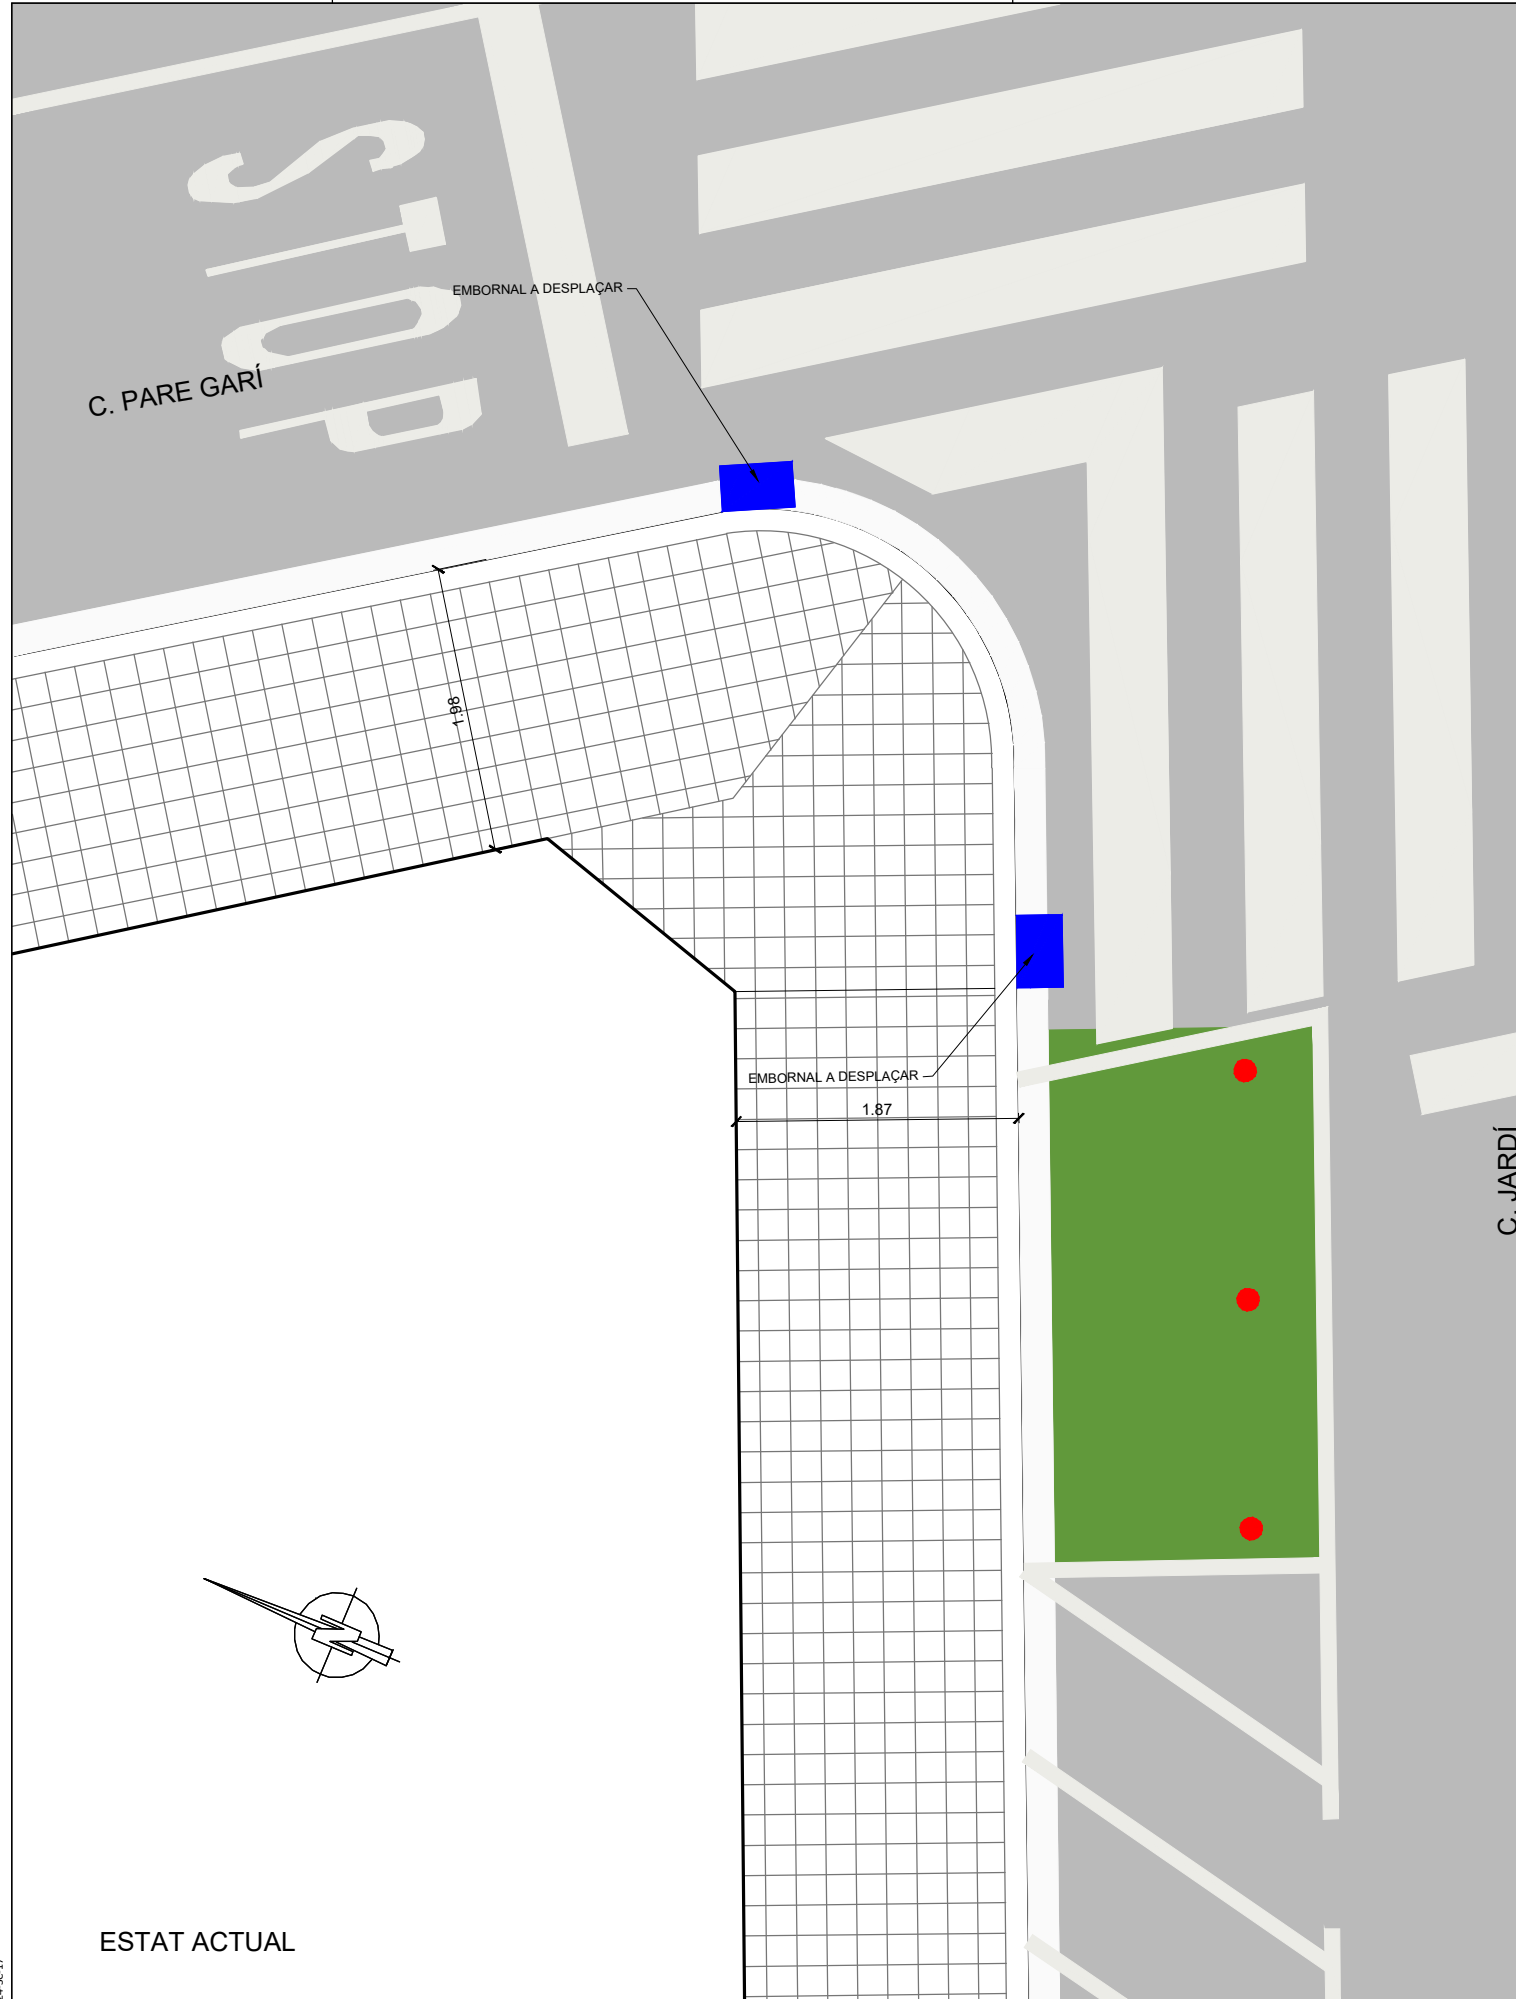 STOP
EMBORNAL A DESPLAÇAR
C. PARE GARÍ
1.98
EMBORNAL A DESPLAÇAR
1.87
C. JARDÍ
N
ESTAT ACTUAL